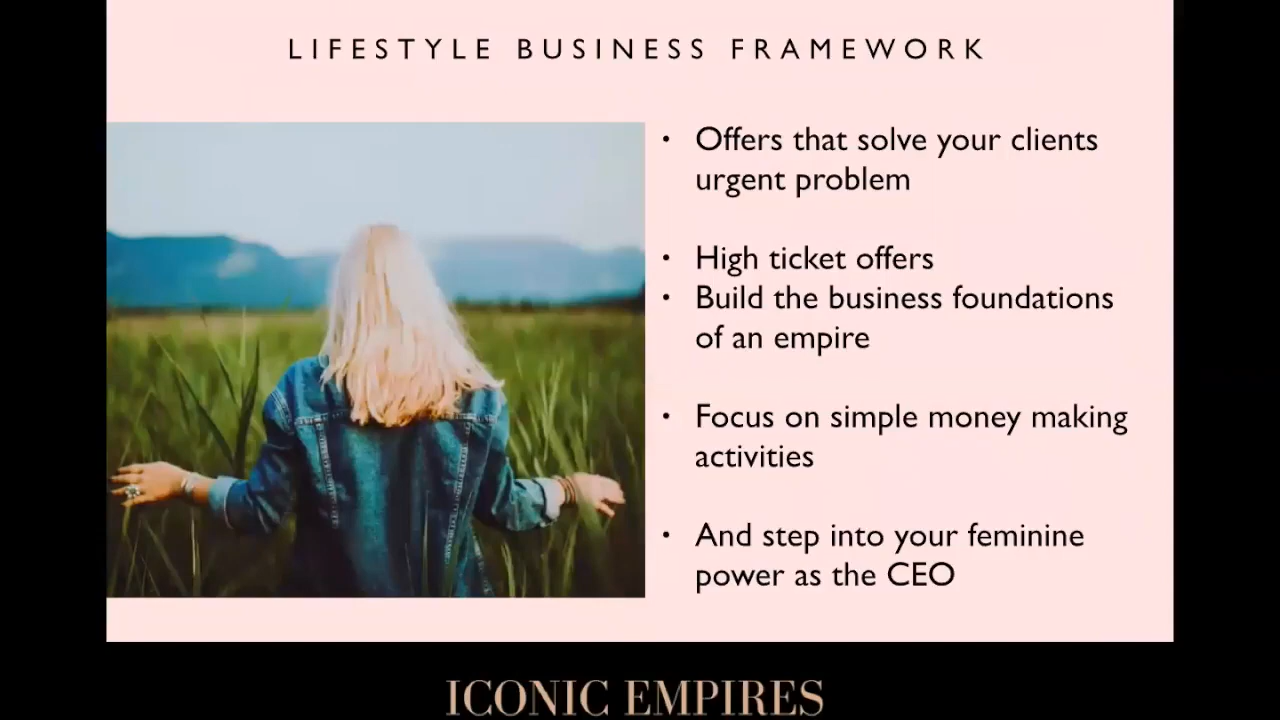 LIFESTYLE BUSINESS FRAMEWORK
• Offers that solve your clients
urgent problem
• High ticket offers
• Build the business foundations
of an empire
• Focus on simple money making
activities
• And step into your feminine
power as the CEO
ICONIC EMPIRES